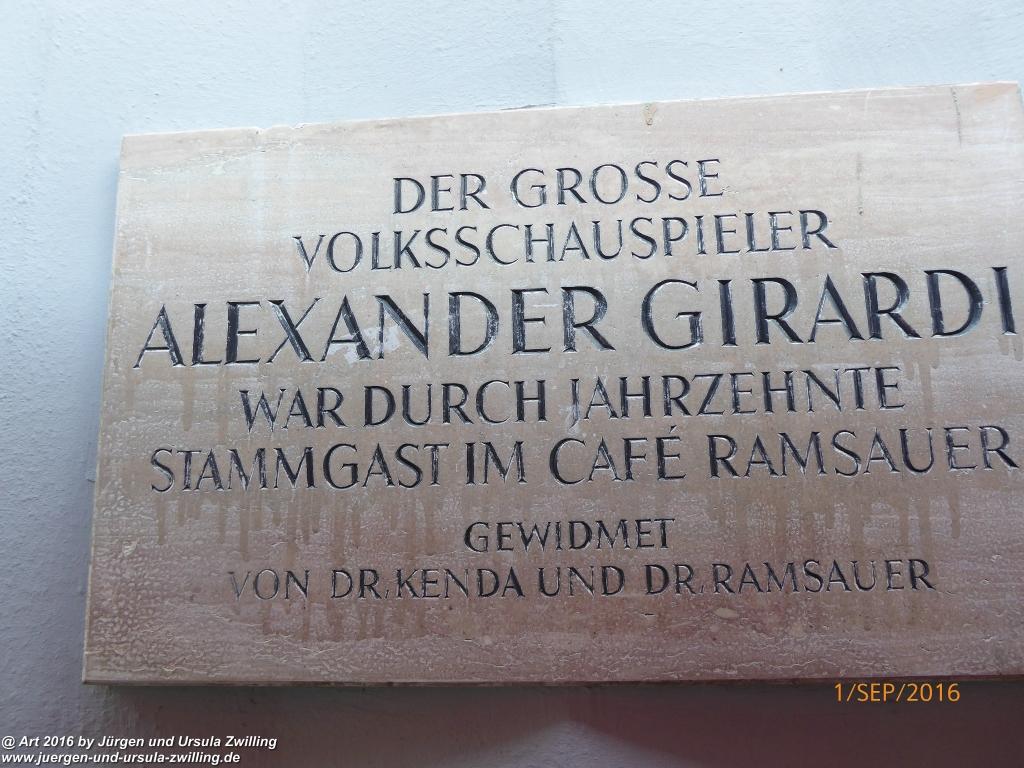 DER GROSSE
VOLKSSCHAUSPIELER
ALEXANDER GIRARDI
WAR DURCH JAHRZEHNTE
STAMMGAST IM CAFÉ RAMSAUER
GEWIDMET
VON DR. KENDA UND DR. RAMSAUER
1/SEP/2016
@ Art 2016 by Jürgen und Ursula Zwilling
www.juergen-und-ursula-zwilling.de